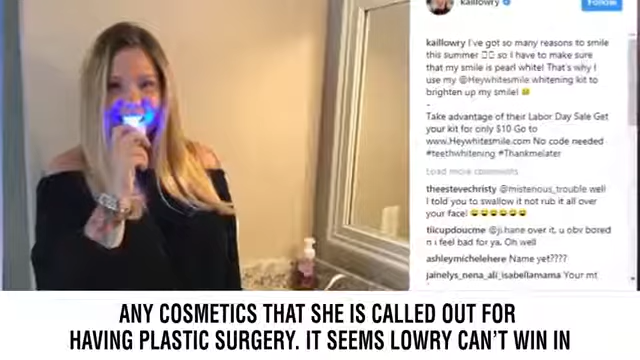 kaillowry
Follow
kaillowry I've got so many reasons to smile
this summer so I have to make sure
that my smile is pearl white! That's why I
use my @Heywhitesmile whitening kit to
brighten up my smile!
-
Take advantage of their Labor Day Sale Get
your kit for only $10 Go to
www.Heywhitesmile.com No code needed
#teethwhitening #Thankmelater
Load more comments
theestevechristy @misterious_trouble well
I told you to swallow it not rub it all over
your face!
tiicupdoucme @ji.hane over it, u obv bored
n i feel bad for ya. Oh well
ashleymichelehere Name yet????
jainelys_nena_ali_isabellamama Your mt
ANY COSMETICS THAT SHE IS CALLED OUT FOR
HAVING PLASTIC SURGERY. IT SEEMS LOWRY CAN'T WIN IN